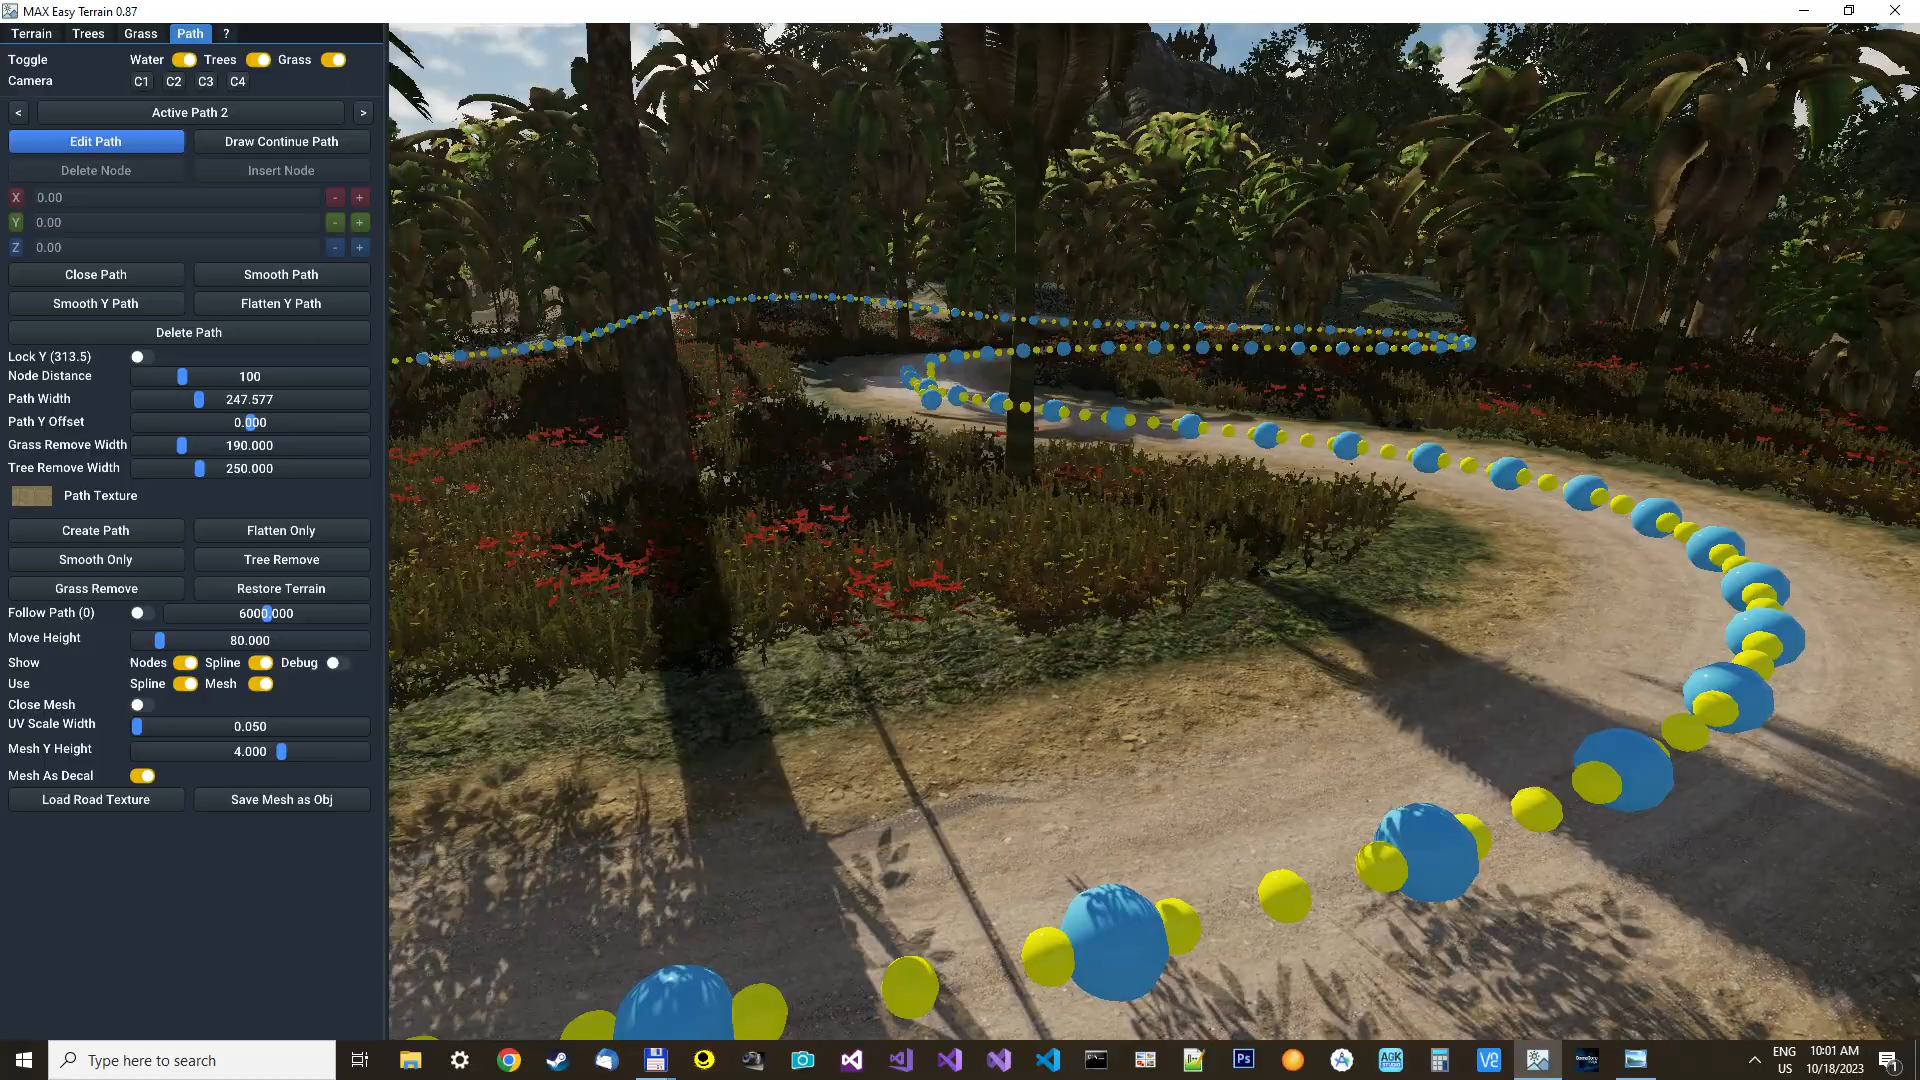 MAX Easy Terrain 0.87
Terrain Trees Grass Path ?
Toggle Water Trees Grass
Camera C1 C2 C3 C4
< Active Path 2 >
Edit Path Draw Continue Path
Delete Node Insert Node
X 0.00 - +
Y 0.00 - +
Z 0.00 - +
Close Path Smooth Path
Smooth Y Path Flatten Y Path
Delete Path
Lock Y (313.5)
Node Distance 100
Path Width 247.577
Path Y Offset 0.000
Grass Remove Width 190.000
Tree Remove Width 250.000
Path Texture
Create Path Flatten Only
Smooth Only Tree Remove
Grass Remove Restore Terrain
Follow Path (0) 6000.000
Move Height 80.000
Show Nodes Spline Debug
Use Spline Mesh
Close Mesh
UV Scale Width 0.050
Mesh Y Height 4.000
Mesh As Decal
Load Road Texture Save Mesh as Obj
Type here to search
Ps
AGK
ENG
US
10:01 AM
10/18/2023
1